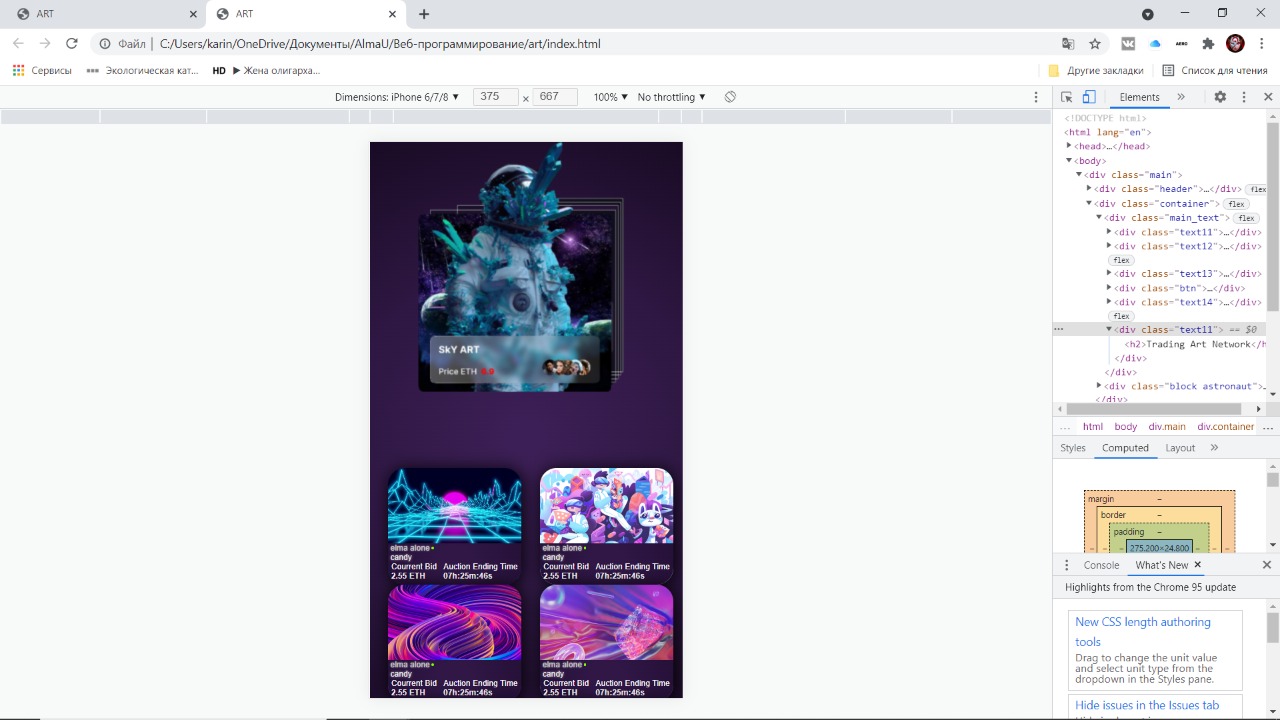 ART
ART
Файл | C:/Users/karin/OneDrive/Документы/AlmaU/Веб-программирование/art/index.html
Сервисы Экологическая кат... HD Жена олигарха... Другие закладки Список для чтения
Dimensions: iPhone 6/7/8 ▼ 375 × 667 100% ▼ No throttling ▼
Elements
<!DOCTYPE html>
<html lang="en">
<head>…</head>
<body>
<div class="main">
<div class="header">…</div> flex
<div class="container"> flex
<div class="main_text"> flex
<div class="text11">…</div>
<div class="text12">…</div>
flex
<div class="text13">…</div>
<div class="btn">…</div>
<div class="text14">…</div>
flex
<div class="text11"> == $0
<h2>Trading Art Network</h
</div>
</div>
<div class="block astronaut">…
</div>
... html body div.main div.container ...
Styles Computed Layout
margin –
border –
padding –
275.200×24.800
Console What's New
Highlights from the Chrome 95 update
New CSS length authoring
tools
Drag to change the unit value
and select unit type from the
dropdown in the Styles pane.
Hide issues in the Issues tab
SkY ART
Price ETH
elma alone
candy
Courrent Bid Auction Ending Time
2.55 ETH 07h:25m:46s
elma alone
candy
Courrent Bid Auction Ending Time
2.55 ETH 07h:25m:46s
elma alone
candy
Courrent Bid Auction Ending Time
2.55 ETH 07h:25m:46s
elma alone
candy
Courrent Bid Auction Ending Time
2.55 ETH 07h:25m:46s